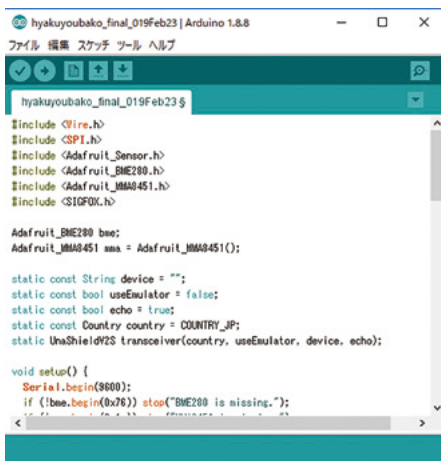 hyakuyoubako_final_019Feb23 | Arduino 1.8.8
ファイル 編集 スケッチ ツール ヘルプ
hyakuyoubako_final_019Feb23 §
#include <Wire.h>
#include <SPI.h>
#include <Adafruit_Sensor.h>
#include <Adafruit_BME280.h>
#include <Adafruit_MMA8451.h>
#include <SIGFOX.h>
Adafruit_BME280 bme;
Adafruit_MMA8451 mma = Adafruit_MMA8451();
static const String device = "";
static const bool useEmulator = false;
static const bool echo = true;
static const Country country = COUNTRY_JP;
static UnaShieldV2S transceiver(country, useEmulator, device, echo);
void setup() {
Serial.begin(9600);
if (!bme.begin(0x76)) stop("BME280 is missing.");